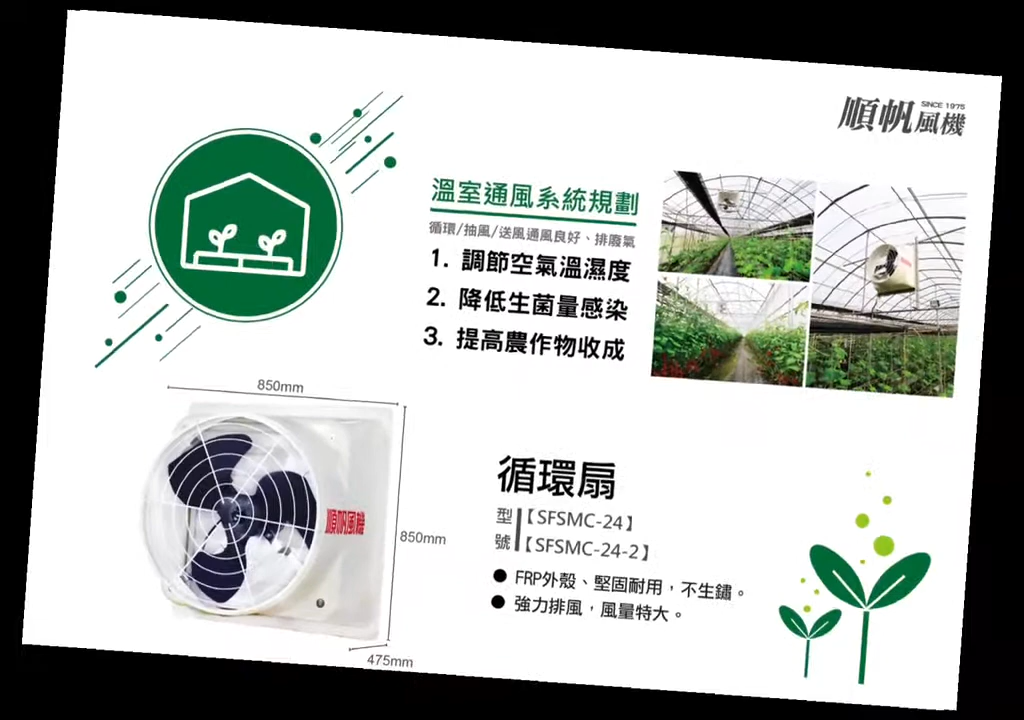 順帆風機
SINCE 1975
溫室通風系統規劃
循環/抽風/送風通風良好、排廢氣
1. 調節空氣溫濕度
2. 降低生菌量感染
3. 提高農作物收成
850mm
順帆風機
850mm
475mm
循環扇
型號
【SFSMC-24】
【SFSMC-24-2】
● FRP外殼、堅固耐用，不生鏽。
● 強力排風，風量特大。